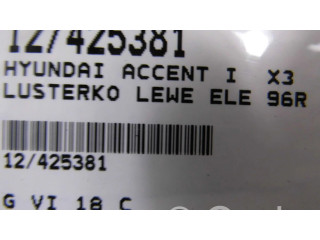 12/425381
HYUNDAI ACCENT I X3
LUSTERKO LEWE ELE 96R
12/425381
G VI 18 C